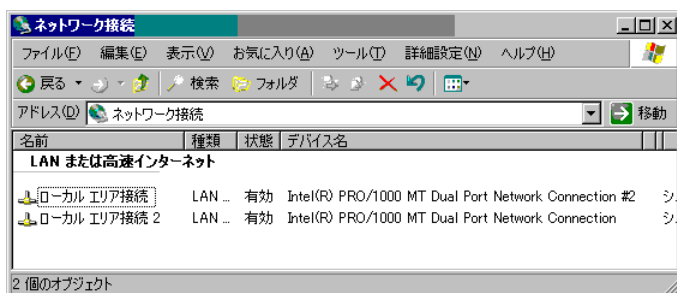 ネットワーク接続
ファイル(F) 編集(E) 表示(V) お気に入り(A) ツール(T) 詳細設定(N) ヘルプ(H)
戻る 検索 フォルダ
アドレス(D) ネットワーク接続 移動
名前 種類 状態 デバイス名
LAN または高速インターネット
ローカル エリア接続 LAN ... 有効 Intel(R) PRO/1000 MT Dual Port Network Connection #2 シ.
ローカル エリア接続 2 LAN ... 有効 Intel(R) PRO/1000 MT Dual Port Network Connection シ.
2 個のオブジェクト